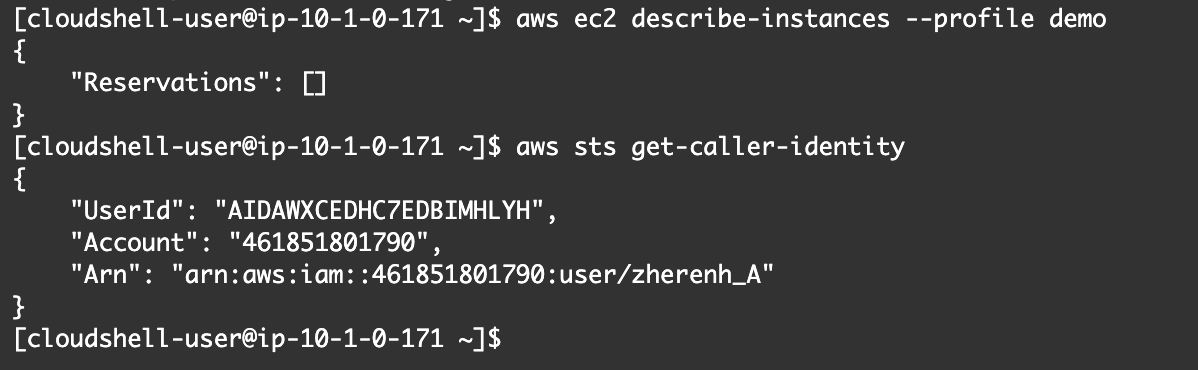 [cloudshell-user@ip-10-1-0-171 ~]$ aws ec2 describe-instances --profile demo
{
    "Reservations": []
}
[cloudshell-user@ip-10-1-0-171 ~]$ aws sts get-caller-identity
{
    "UserId": "AIDAWXCEDHC7EDBIMHLYH",
    "Account": "461851801790",
    "Arn": "arn:aws:iam::461851801790:user/zherenh_A"
}
[cloudshell-user@ip-10-1-0-171 ~]$